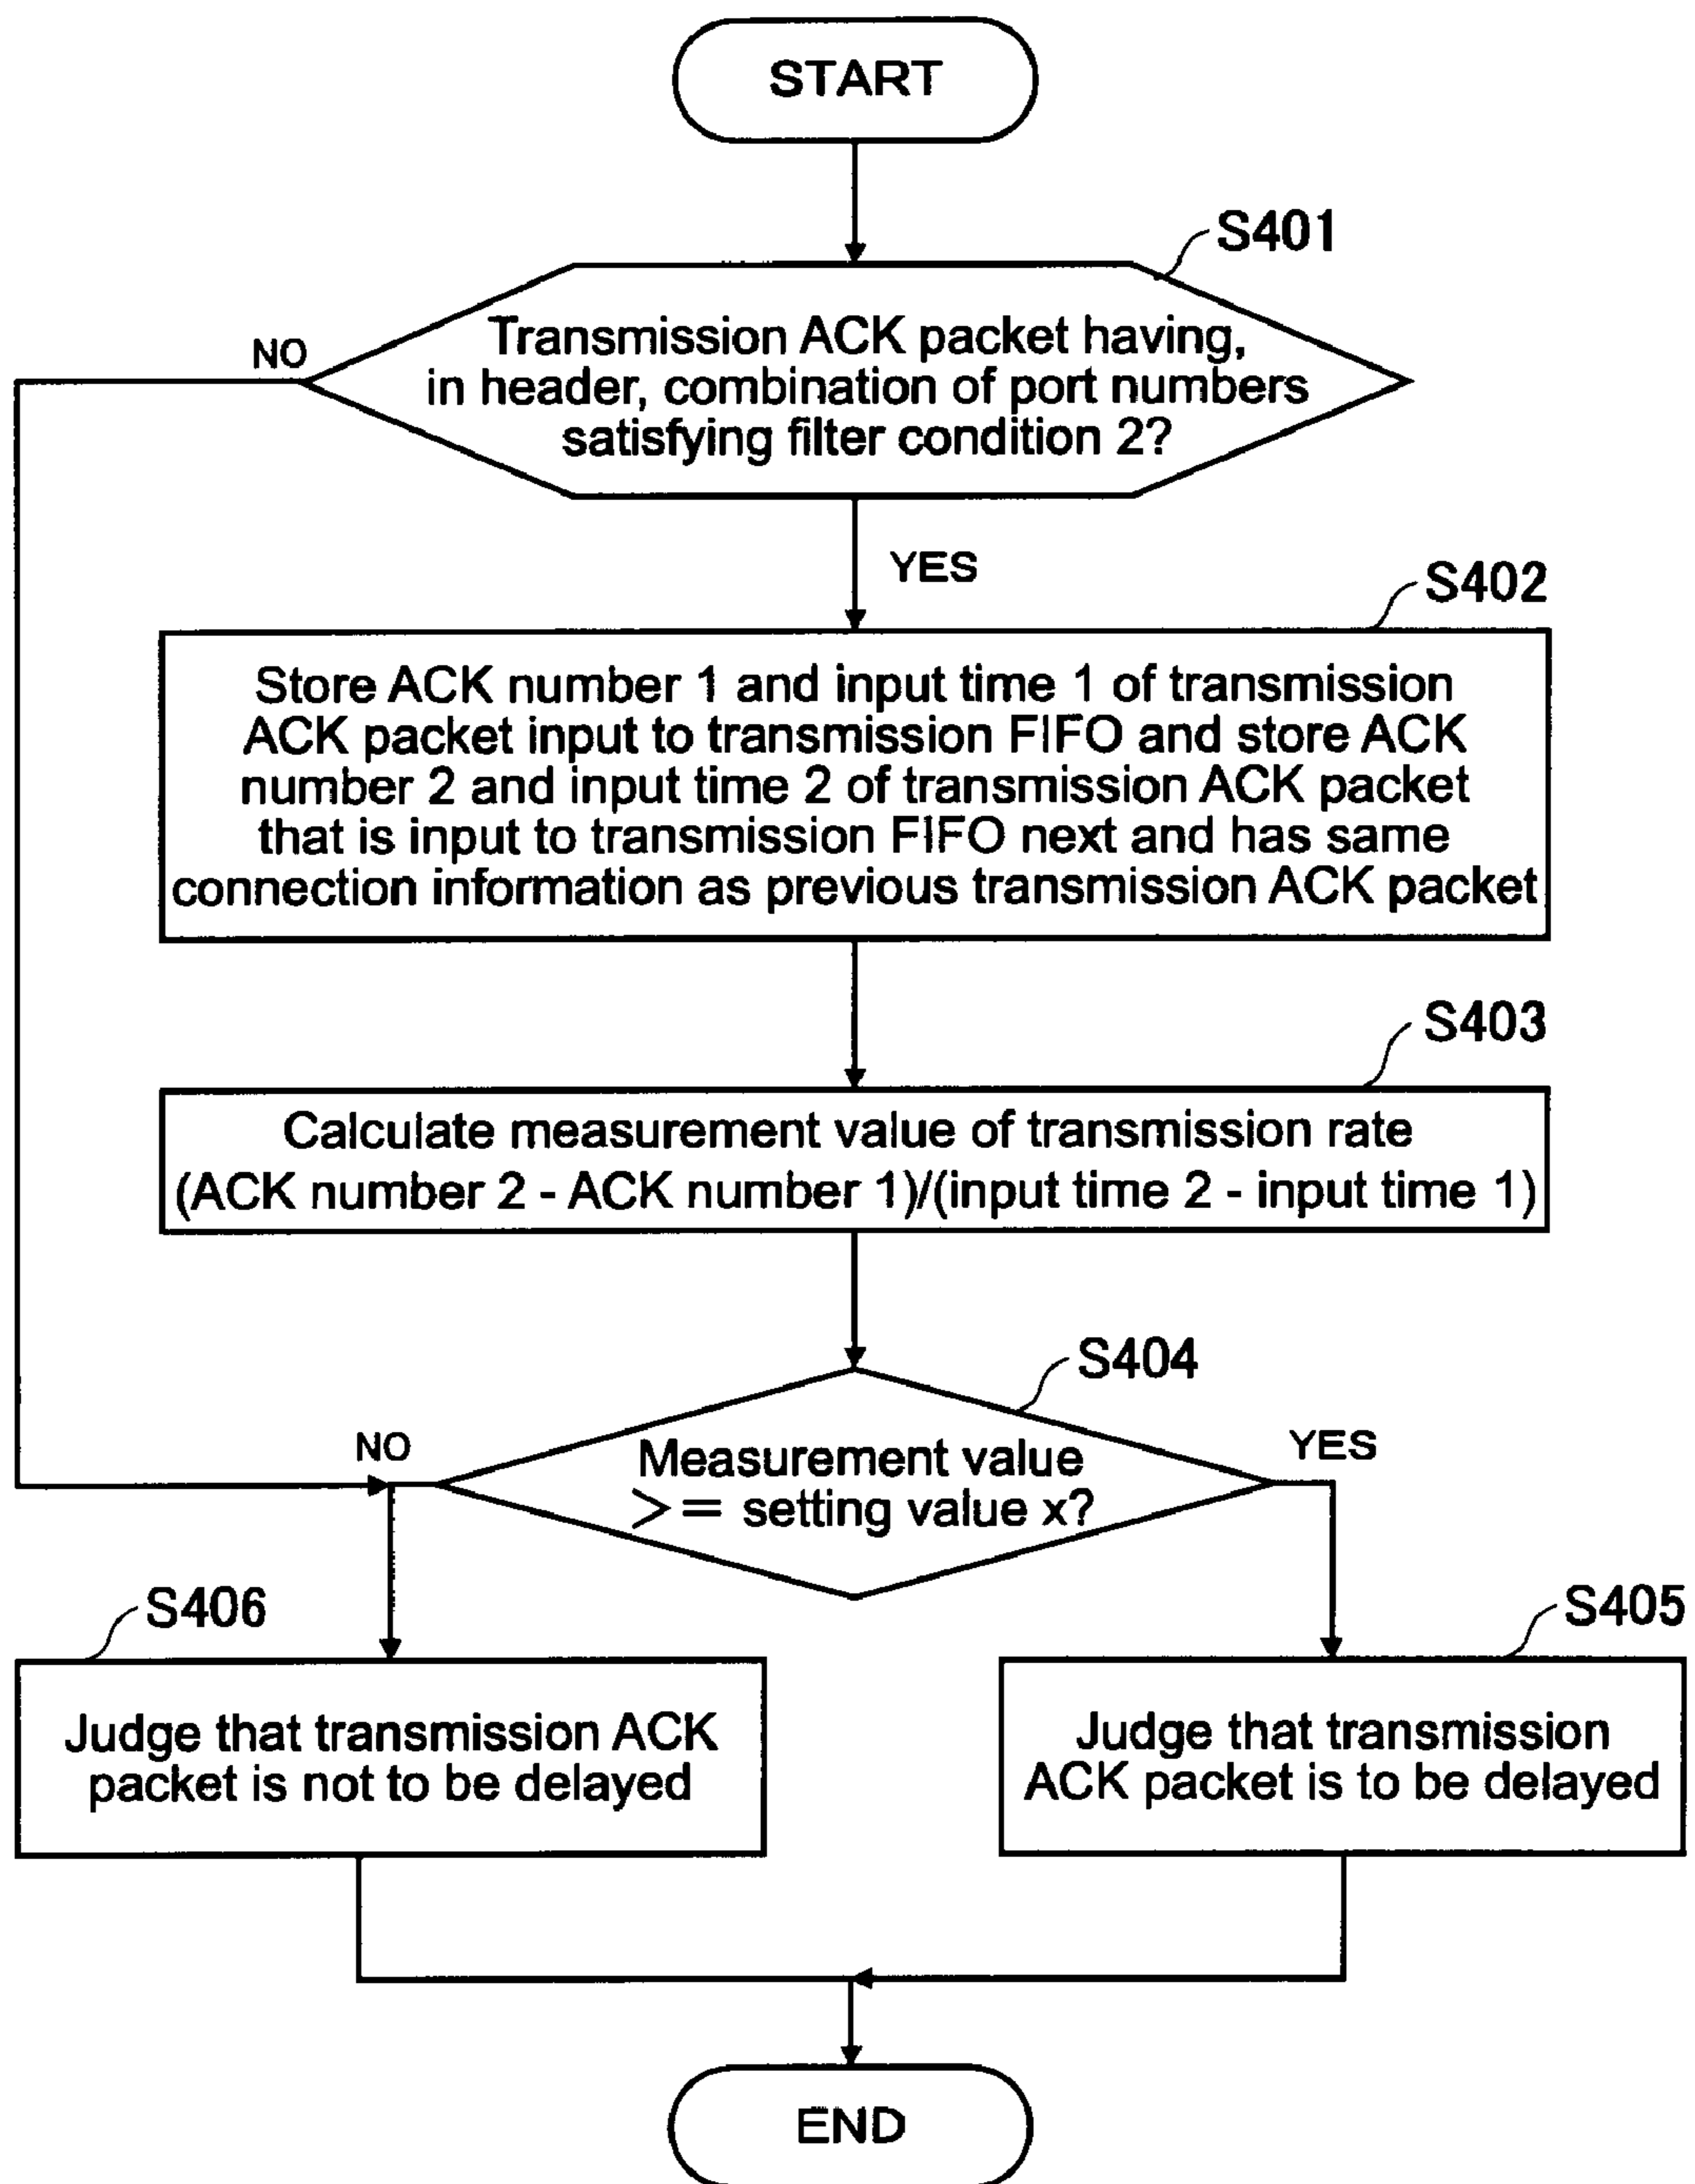 START
S401
NO
Transmission ACK packet having,
in header, combination of port numbers
satisfying filter condition 2?
YES
S402
Store ACK number 1 and input time 1 of transmission
ACK packet input to transmission FIFO and store ACK
number 2 and input time 2 of transmission ACK packet
that is input to transmission FIFO next and has same
connection information as previous transmission ACK packet
S403
Calculate measurement value of transmission rate
(ACK number 2 - ACK number 1)/(input time 2 - input time 1)
S404
NO
YES
Measurement value
>= setting value x?
S406
S405
Judge that transmission ACK
packet is not to be delayed
Judge that transmission
ACK packet is to be delayed
END